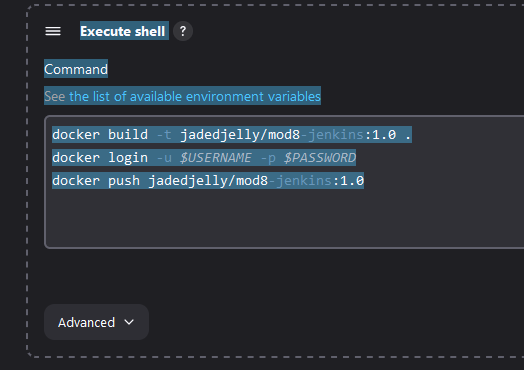 Execute shell ?
Command
See the list of available environment variables
docker build -t jadedjelly/mod8-jenkins:1.0 .
docker login -u $USERNAME -p $PASSWORD
docker push jadedjelly/mod8-jenkins:1.0
Advanced